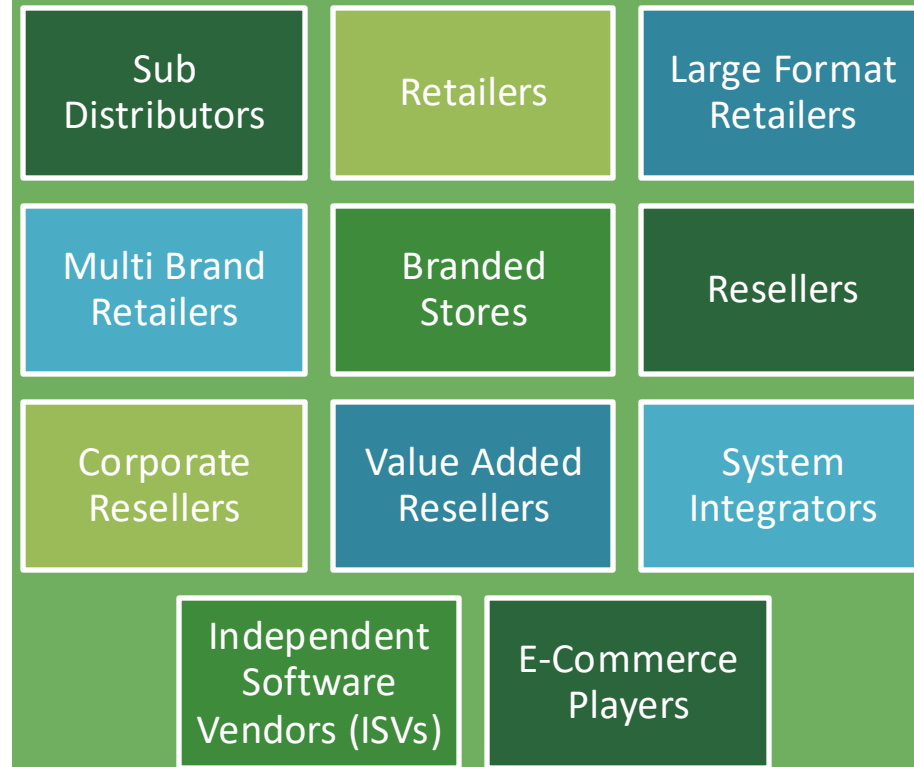 Sub
Distributors
Retailers
Large Format
Retailers
Multi Brand
Retailers
Branded
Stores
Resellers
Corporate
Resellers
Value Added
Resellers
System
Integrators
Independent
Software
Vendors (ISVs)
E-Commerce
Players